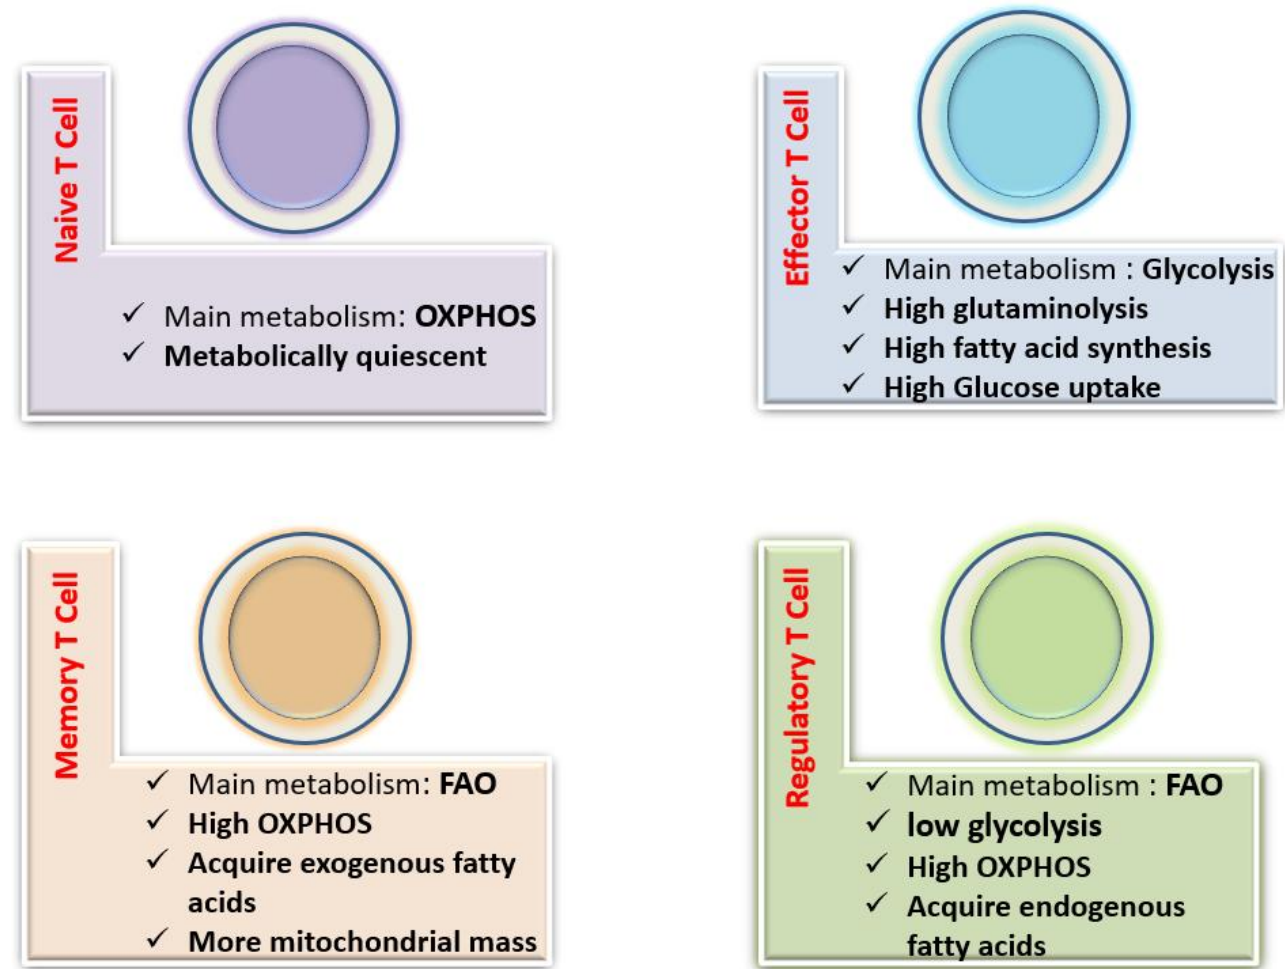 Naive T Cell
✓ Main metabolism: OXPHOS
✓ Metabolically quiescent
Effector T Cell
✓ Main metabolism : Glycolysis
✓ High glutaminolysis
✓ High fatty acid synthesis
✓ High Glucose uptake
Memory T Cell
✓ Main metabolism: FAO
✓ High OXPHOS
✓ Acquire exogenous fatty
acids
✓ More mitochondrial mass
Regulatory T Cell
✓ Main metabolism : FAO
✓ low glycolysis
✓ High OXPHOS
✓ Acquire endogenous
fatty acids